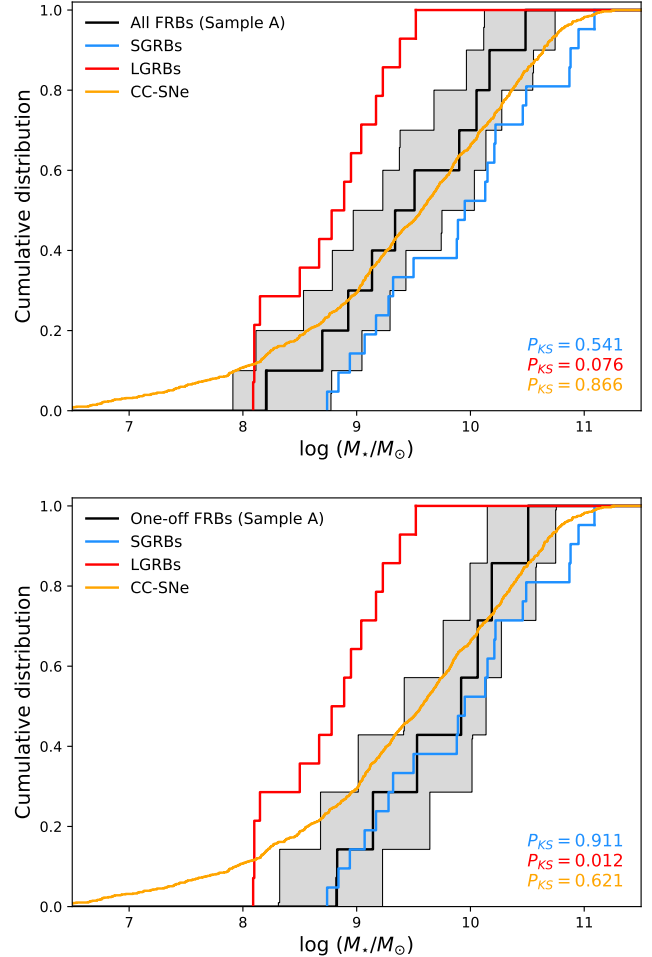 1.0
0.8
0.6
0.4
0.2
0.0
Cumulative distribution
All FRBs (Sample A)
SGRBs
LGRBs
CC-SNe
P_KS = 0.541
P_KS = 0.076
P_KS = 0.866
7 8 9 10 11
log (M⋆/M⊙)
1.0
0.8
0.6
0.4
0.2
0.0
Cumulative distribution
One-off FRBs (Sample A)
SGRBs
LGRBs
CC-SNe
P_KS = 0.911
P_KS = 0.012
P_KS = 0.621
7 8 9 10 11
log (M⋆/M⊙)